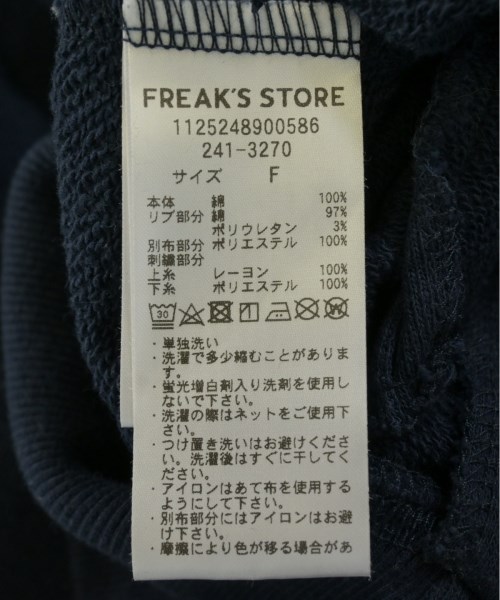 FREAK'S STORE
1125248900586
241-3270
サイズ F
本体 綿 100%
リブ部分 綿 97%
ポリウレタン 3%
別布部分 ポリエステル 100%
刺繍部分
上糸 レーヨン 100%
下糸 ポリエステル 100%
30 W
・単独洗い
・洗濯で多少縮むことがありま
す。
・蛍光増白剤入り洗剤を使用し
ないで下さい。
・洗濯の際はネットをご使用下
さい。
・つけ置き洗いはお避けくださ
い。洗濯後はすぐに干してく
ださい。
・アイロンはあて布を使用する
ようにして下さい。
・別布部分にはアイロンはお避
け下さい。
・摩擦により色が移る場合があ